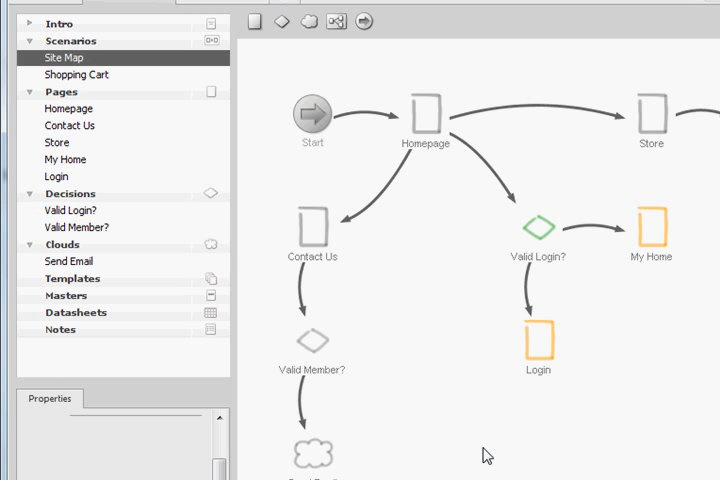 Intro
Scenarios
Site Map
Shopping Cart
Pages
Homepage
Contact Us
Store
My Home
Login
Decisions
Valid Login?
Valid Member?
Clouds
Send Email
Templates
Masters
Datasheets
Notes
Properties
Start
Homepage
Store
Contact Us
Valid Login?
My Home
Valid Member?
Login